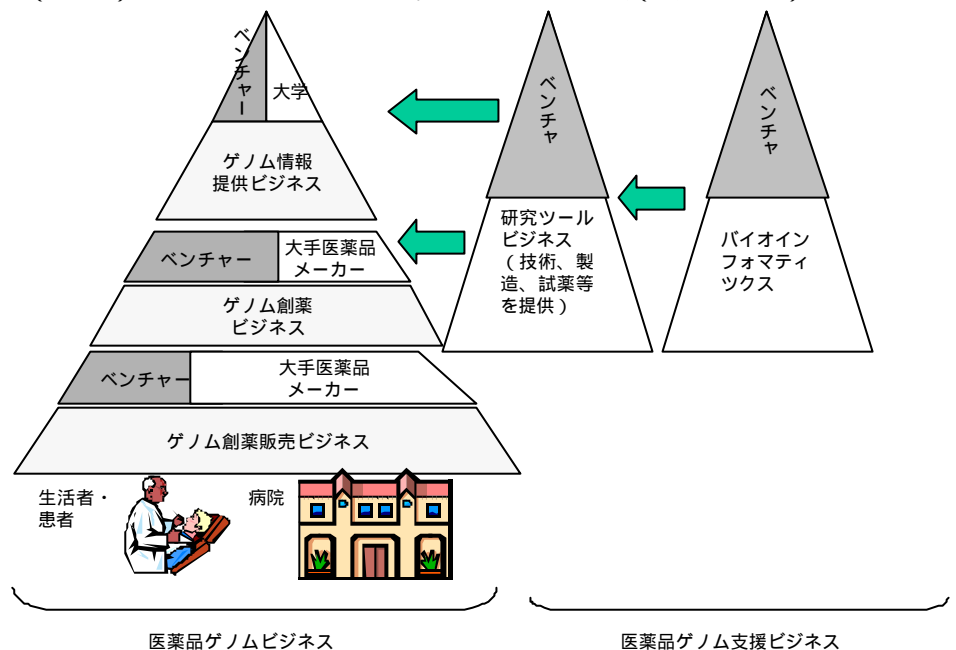 ベンチャー
大学
ゲノム情報
提供ビジネス
ベンチャー
大手医薬品
メーカー
ゲノム創薬
ビジネス
ベンチャー
大手医薬品
メーカー
ゲノム創薬販売ビジネス
生活者・
患者
病院
ベンチャ
研究ツール
ビジネス
（技術、製
造、試薬等
を提供）
ベンチャ
バイオイン
フォマティ
ツクス
医薬品ゲノムビジネス
医薬品ゲノム支援ビジネス